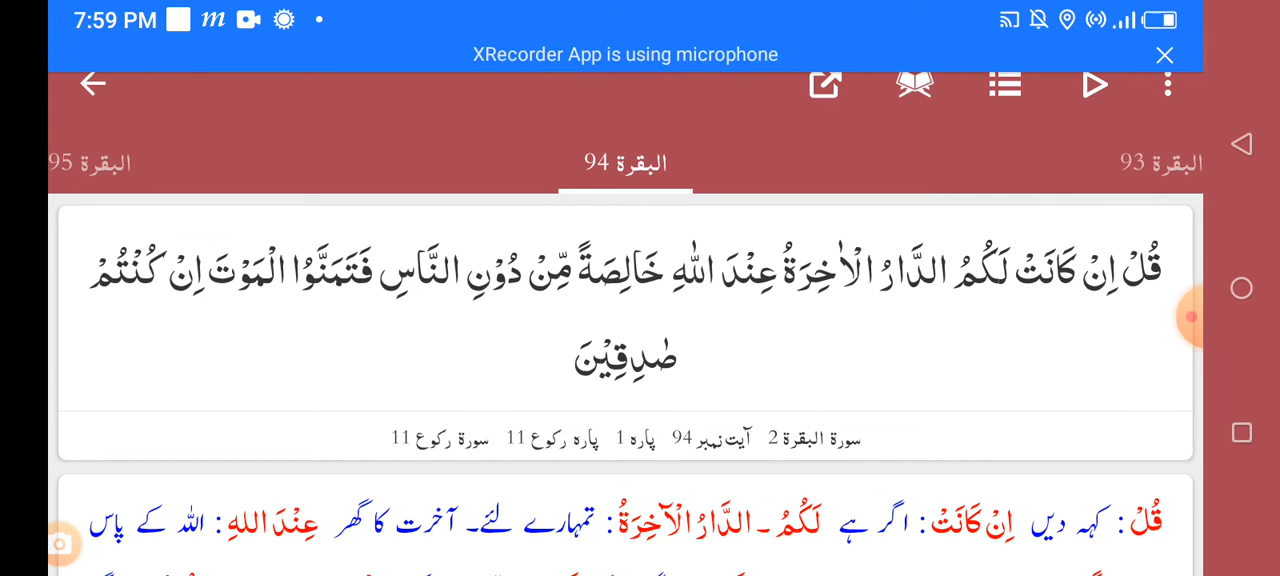 7:59 PM m
XRecorder App is using microphone
البقرة 93
البقرة 94
البقرة 95
قُلْ اِنْ كَانَتْ لَكُمُ الدَّارُ الْاٰخِرَةُ عِنْدَ اللّٰهِ خَالِصَةً مِّنْ دُوْنِ النَّاسِ فَتَمَنَّوُا الْمَوْتَ اِنْ كُنْتُمْ
صٰدِقِيْنَ
سورۃ البقرۃ 2 آیت نمبر 94 پارہ 1 پارہ رکوع 11 سورۃ رکوع 11
قُلْ: کہہ دیں اِنْ كَانَتْ: اگر ہے لَكُمُ۔ الدَّارُ الْآخِرَةُ: تمہارے لئے۔ آخرت کا گھر عِنْدَ اللهِ: اللہ کے پاس